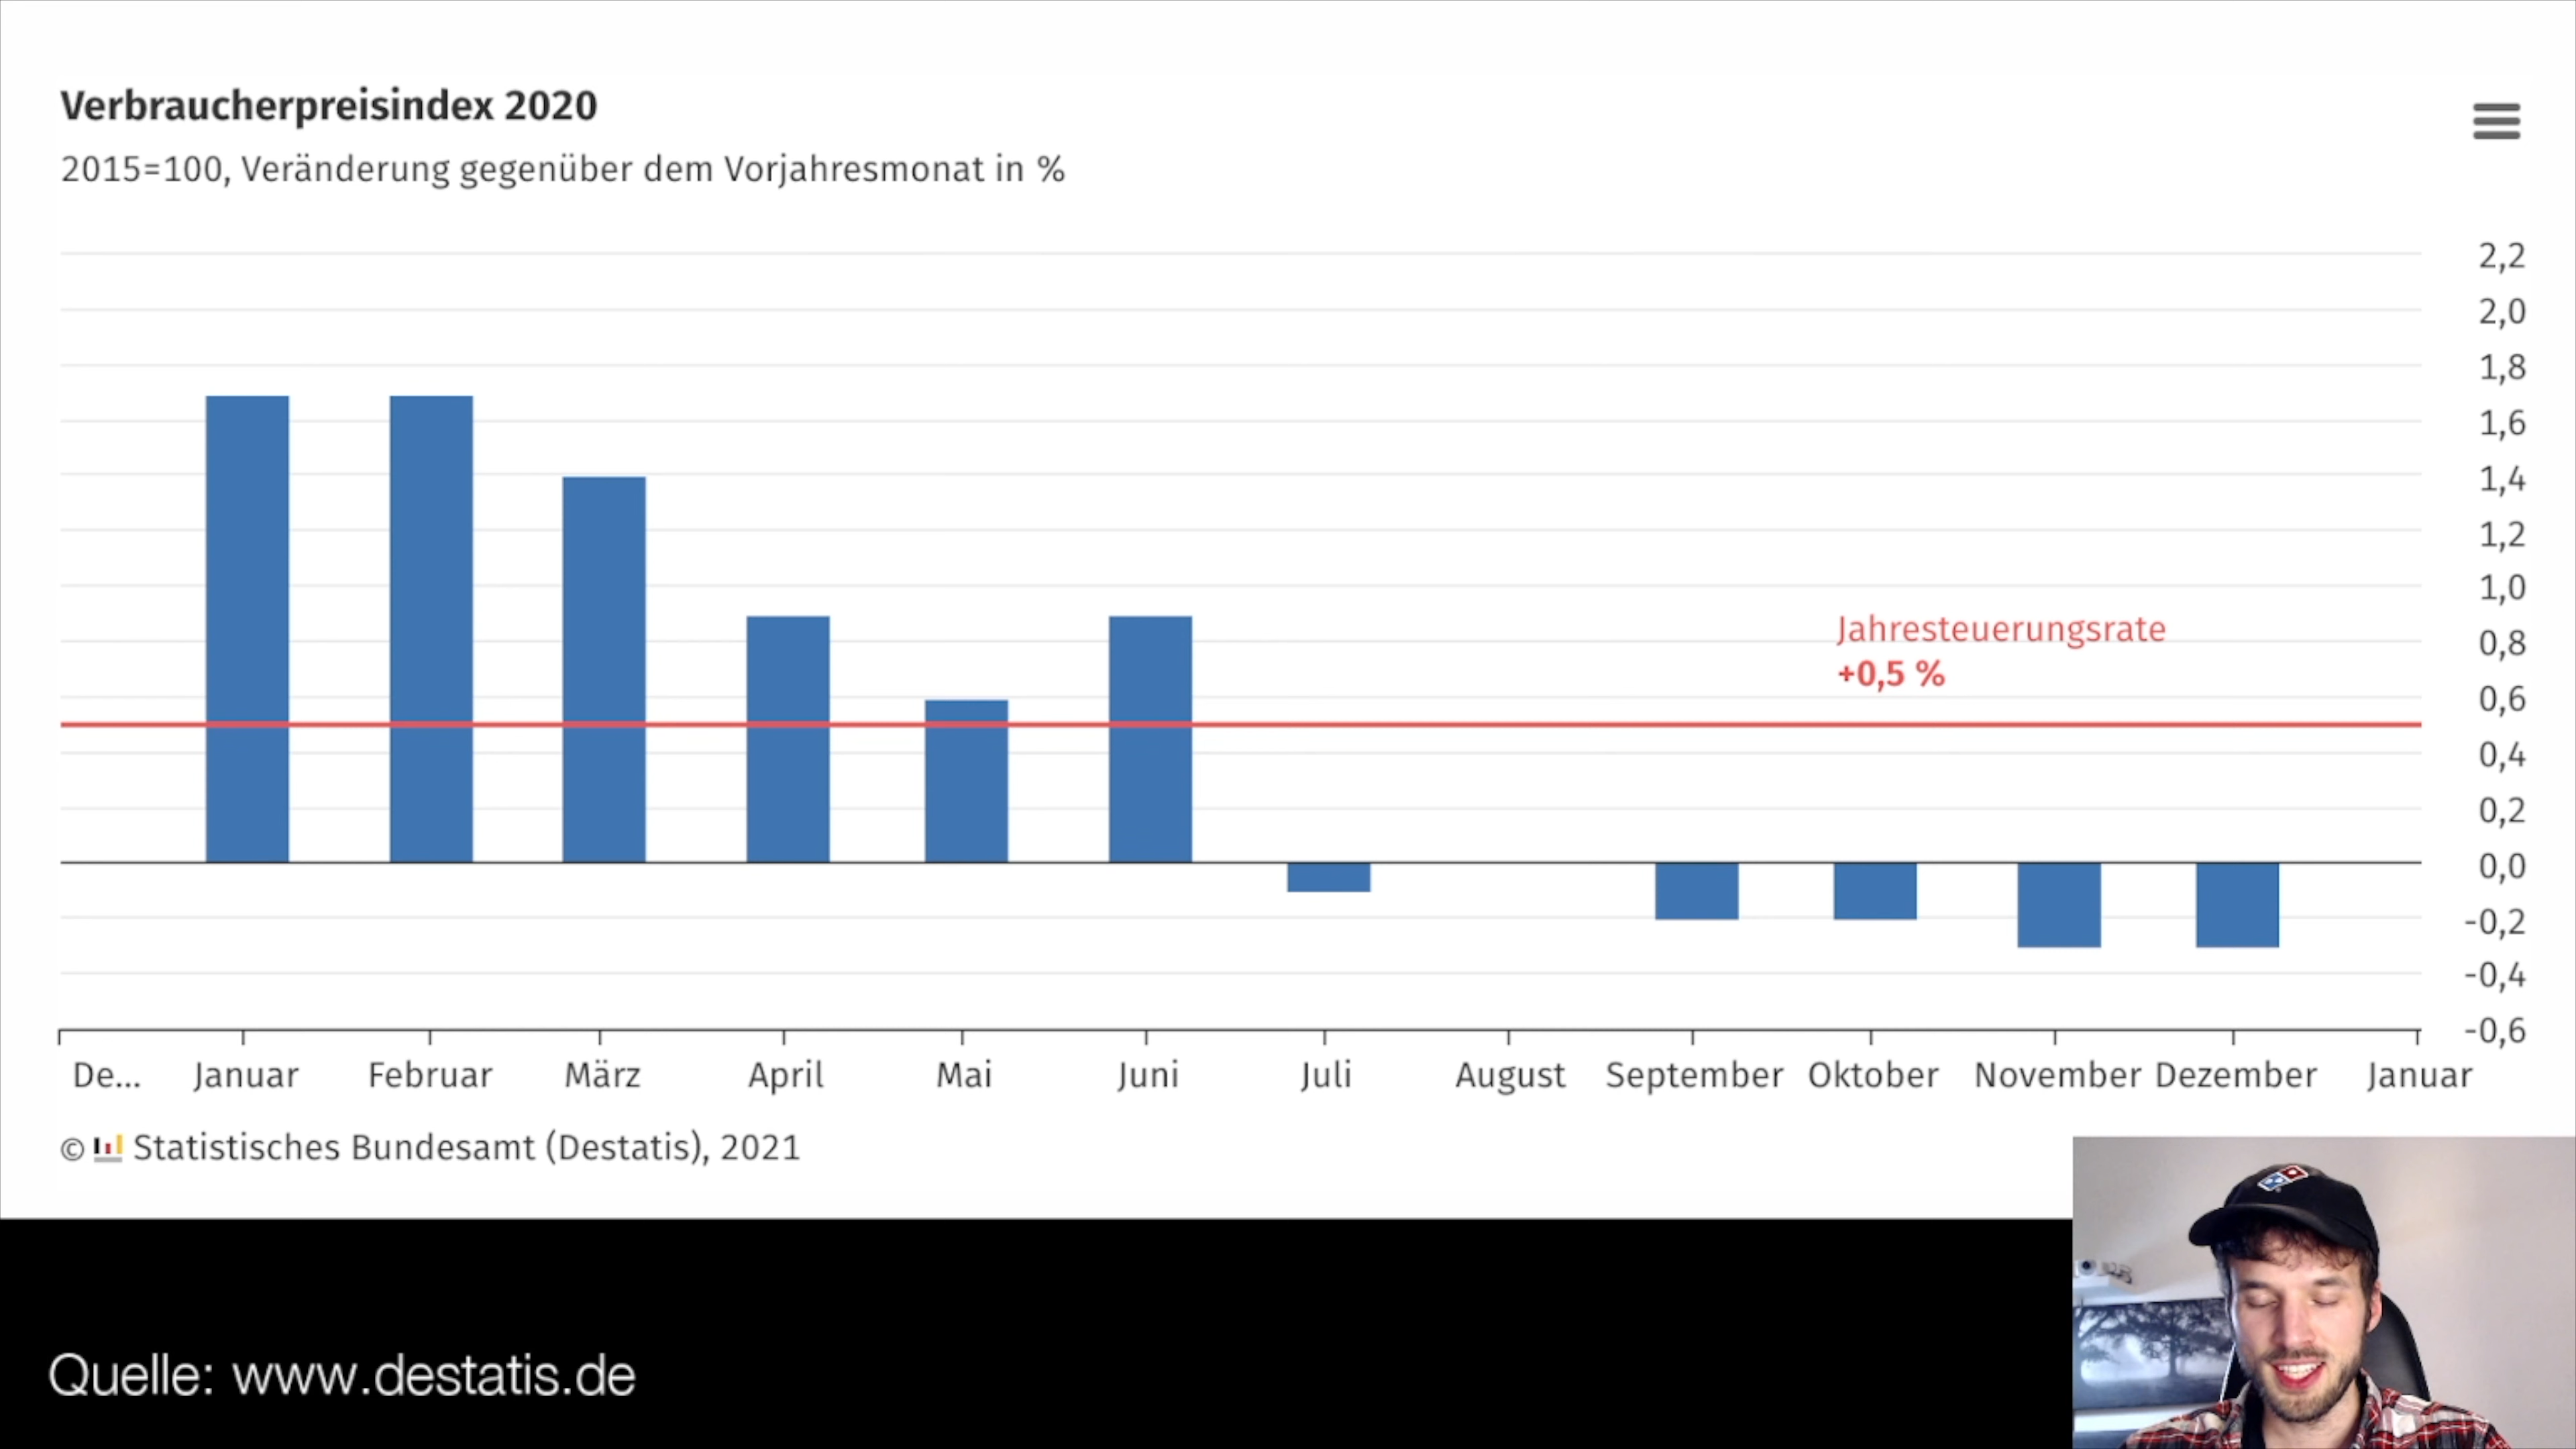 Verbraucherpreisindex 2020
2015=100, Veränderung gegenüber dem Vorjahresmonat in %
2,2
2,0
1,8
1,6
1,4
1,2
1,0
Jahresteuerungsrate
0,8
+0,5 %
0,6
0,4
0,2
0,0
-0,2
-0,4
-0,6
De... Januar Februar März April Mai Juni Juli August September Oktober November Dezember Januar
© Statistisches Bundesamt (Destatis), 2021
Quelle: www.destatis.de